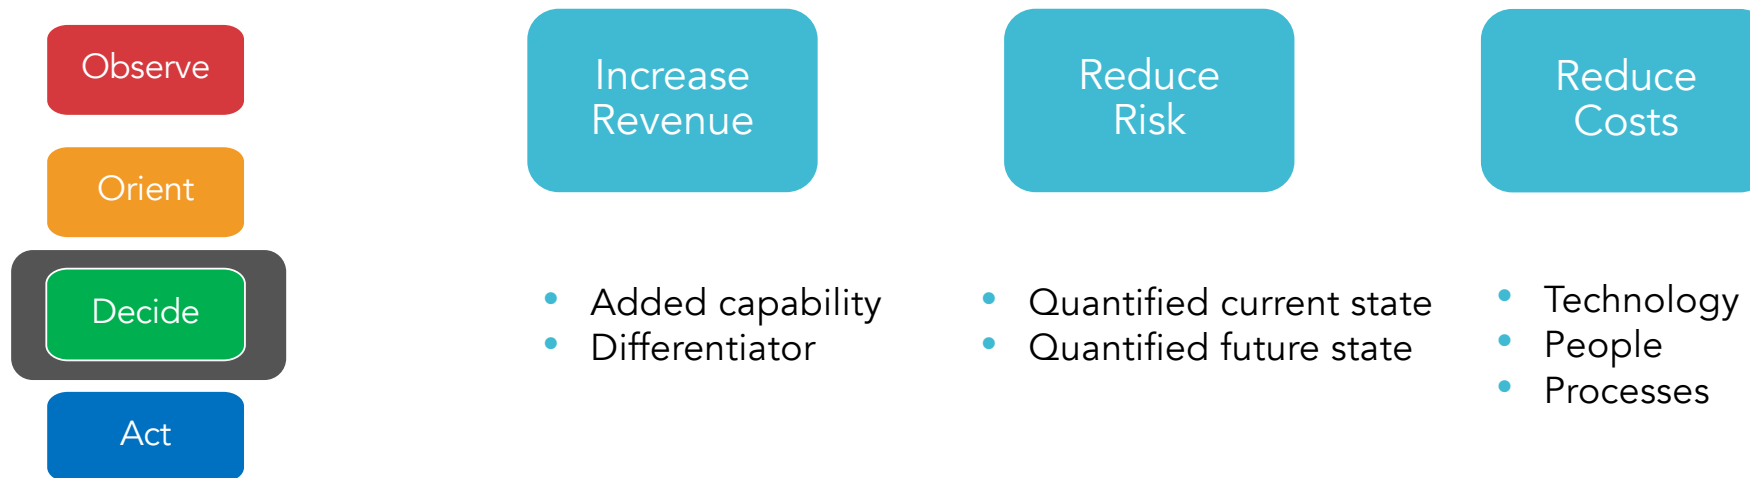 Observe
Orient
Decide
Act
Increase
Revenue
• Added capability
• Differentiator
Reduce
Risk
• Quantified current state
• Quantified future state
Reduce
Costs
• Technology
• People
• Processes